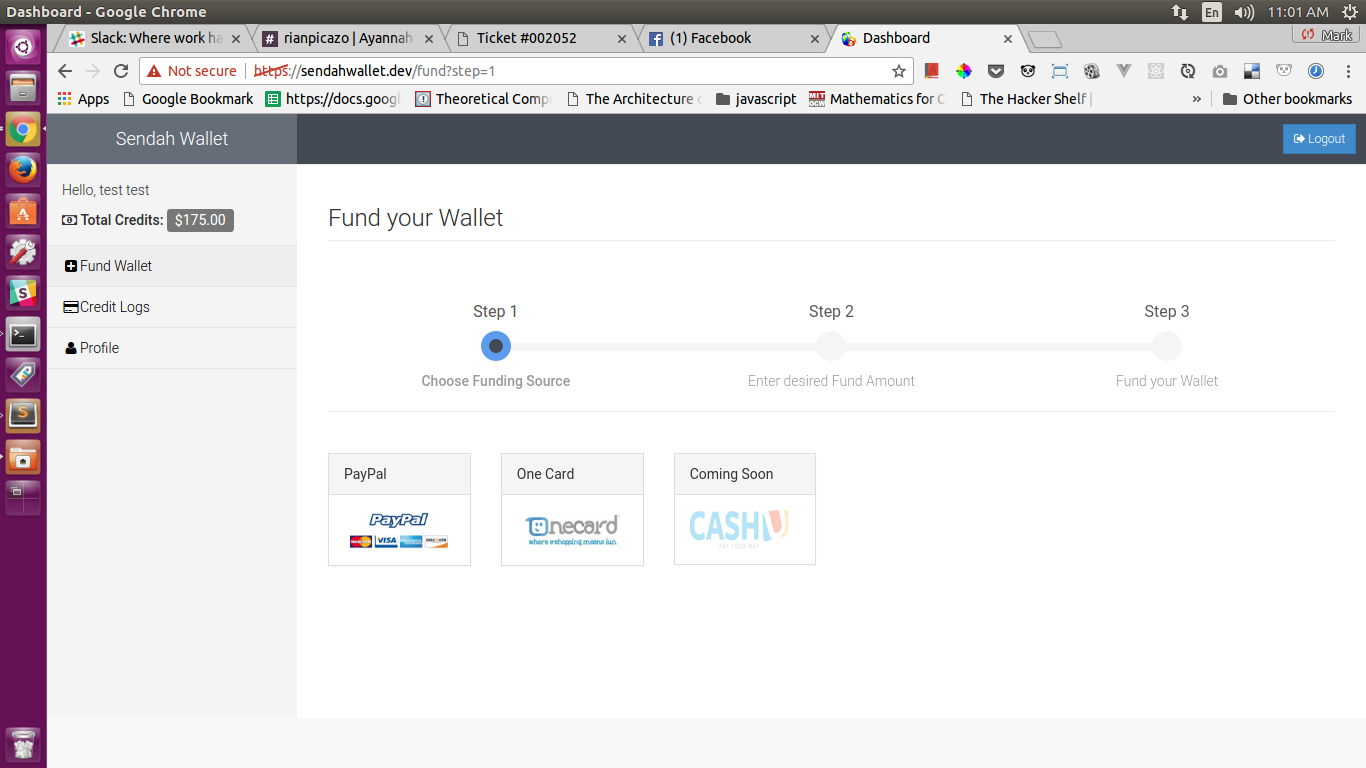 Dashboard - Google Chrome
En
11:01 AM
Slack: Where work ha
rianpicazo | Ayannah
Ticket #002052
(1) Facebook
Dashboard
Mark
Not secure
https://sendahwallet.dev/fund?step=1
Apps
Google Bookmark
https://docs.googl
Theoretical Comp
The Architecture
javascript
Mathematics for C
The Hacker Shelf |
»
Other bookmarks
Sendah Wallet
Logout
Hello, test test
Total Credits: $175.00
Fund Wallet
Credit Logs
Profile
Fund your Wallet
Step 1
Step 2
Step 3
Choose Funding Source
Enter desired Fund Amount
Fund your Wallet
PayPal
One Card
Coming Soon
PayPal
VISA
DISCOVER
Onecard
where e-shopping means fun.
CASHU
PAY YOUR WAY